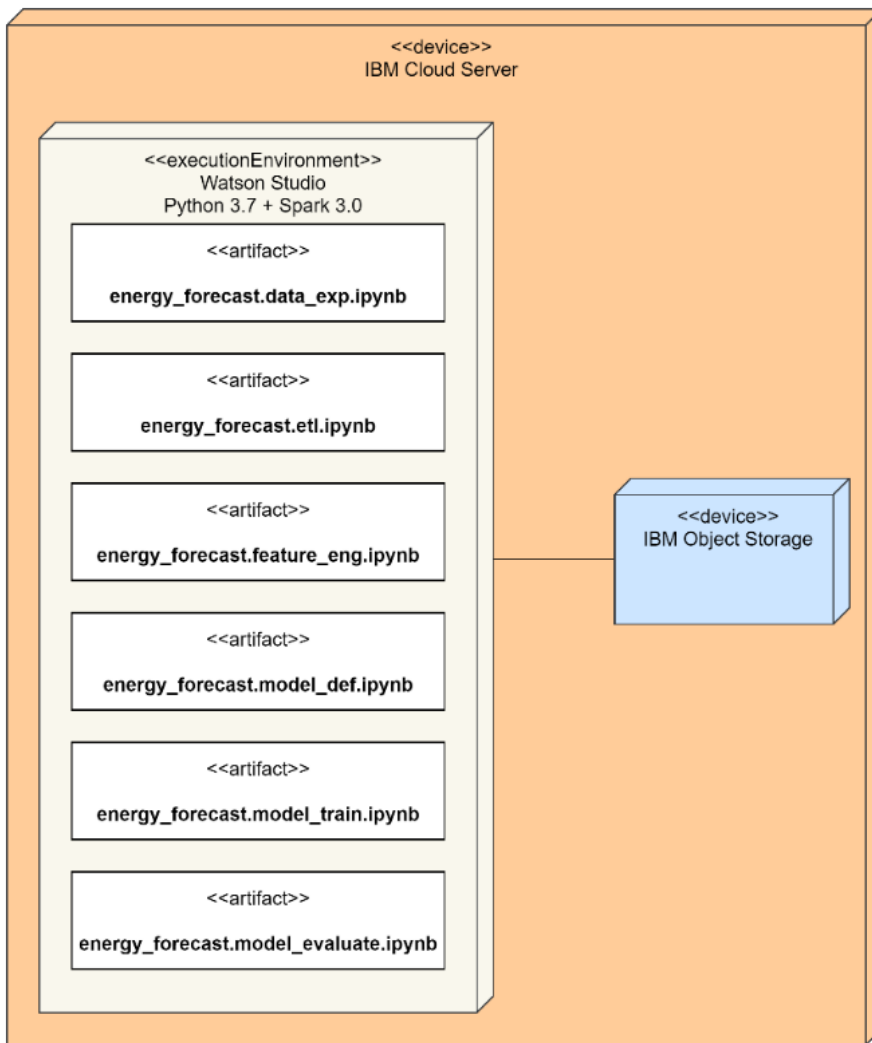 <<device>>
IBM Cloud Server
<<executionEnvironment>>
Watson Studio
Python 3.7 + Spark 3.0
<<artifact>>
energy_forecast.data_exp.ipynb
<<artifact>>
energy_forecast.etl.ipynb
<<artifact>>
energy_forecast.feature_eng.ipynb
<<artifact>>
energy_forecast.model_def.ipynb
<<artifact>>
energy_forecast.model_train.ipynb
<<artifact>>
energy_forecast.model_evaluate.ipynb
<<device>>
IBM Object Storage